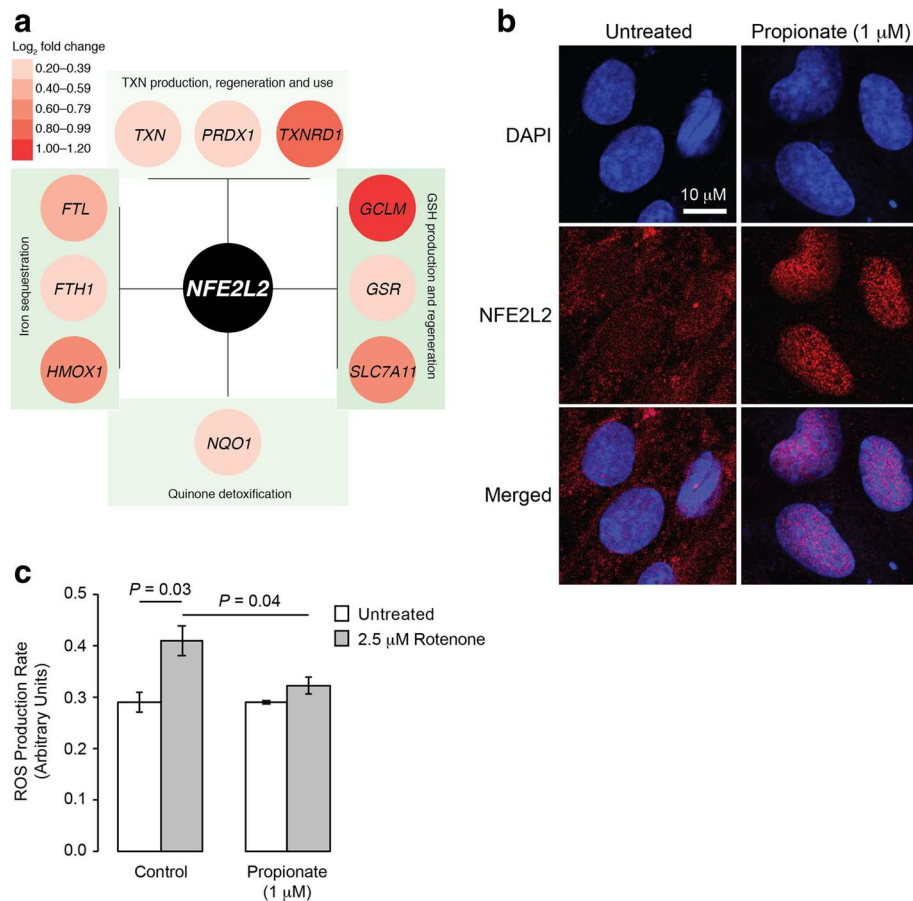 a
Log2 fold change
0.20–0.39
0.40–0.59
0.60–0.79
0.80–0.99
1.00–1.20
TXN production, regeneration and use
TXN
PRDX1
TXNRD1
Iron sequestration
FTL
FTH1
HMOX1
NFE2L2
GCLM
GSR
SLC7A11
GSH production and regeneration
NQO1
Quinone detoxification
b
Untreated
Propionate (1 μM)
DAPI
10 μM
NFE2L2
Merged
c
P = 0.03
P = 0.04
Untreated
2.5 μM Rotenone
ROS Production Rate
(Arbitrary Units)
0.5
0.4
0.3
0.2
0.1
0.0
Control
Propionate
(1 μM)